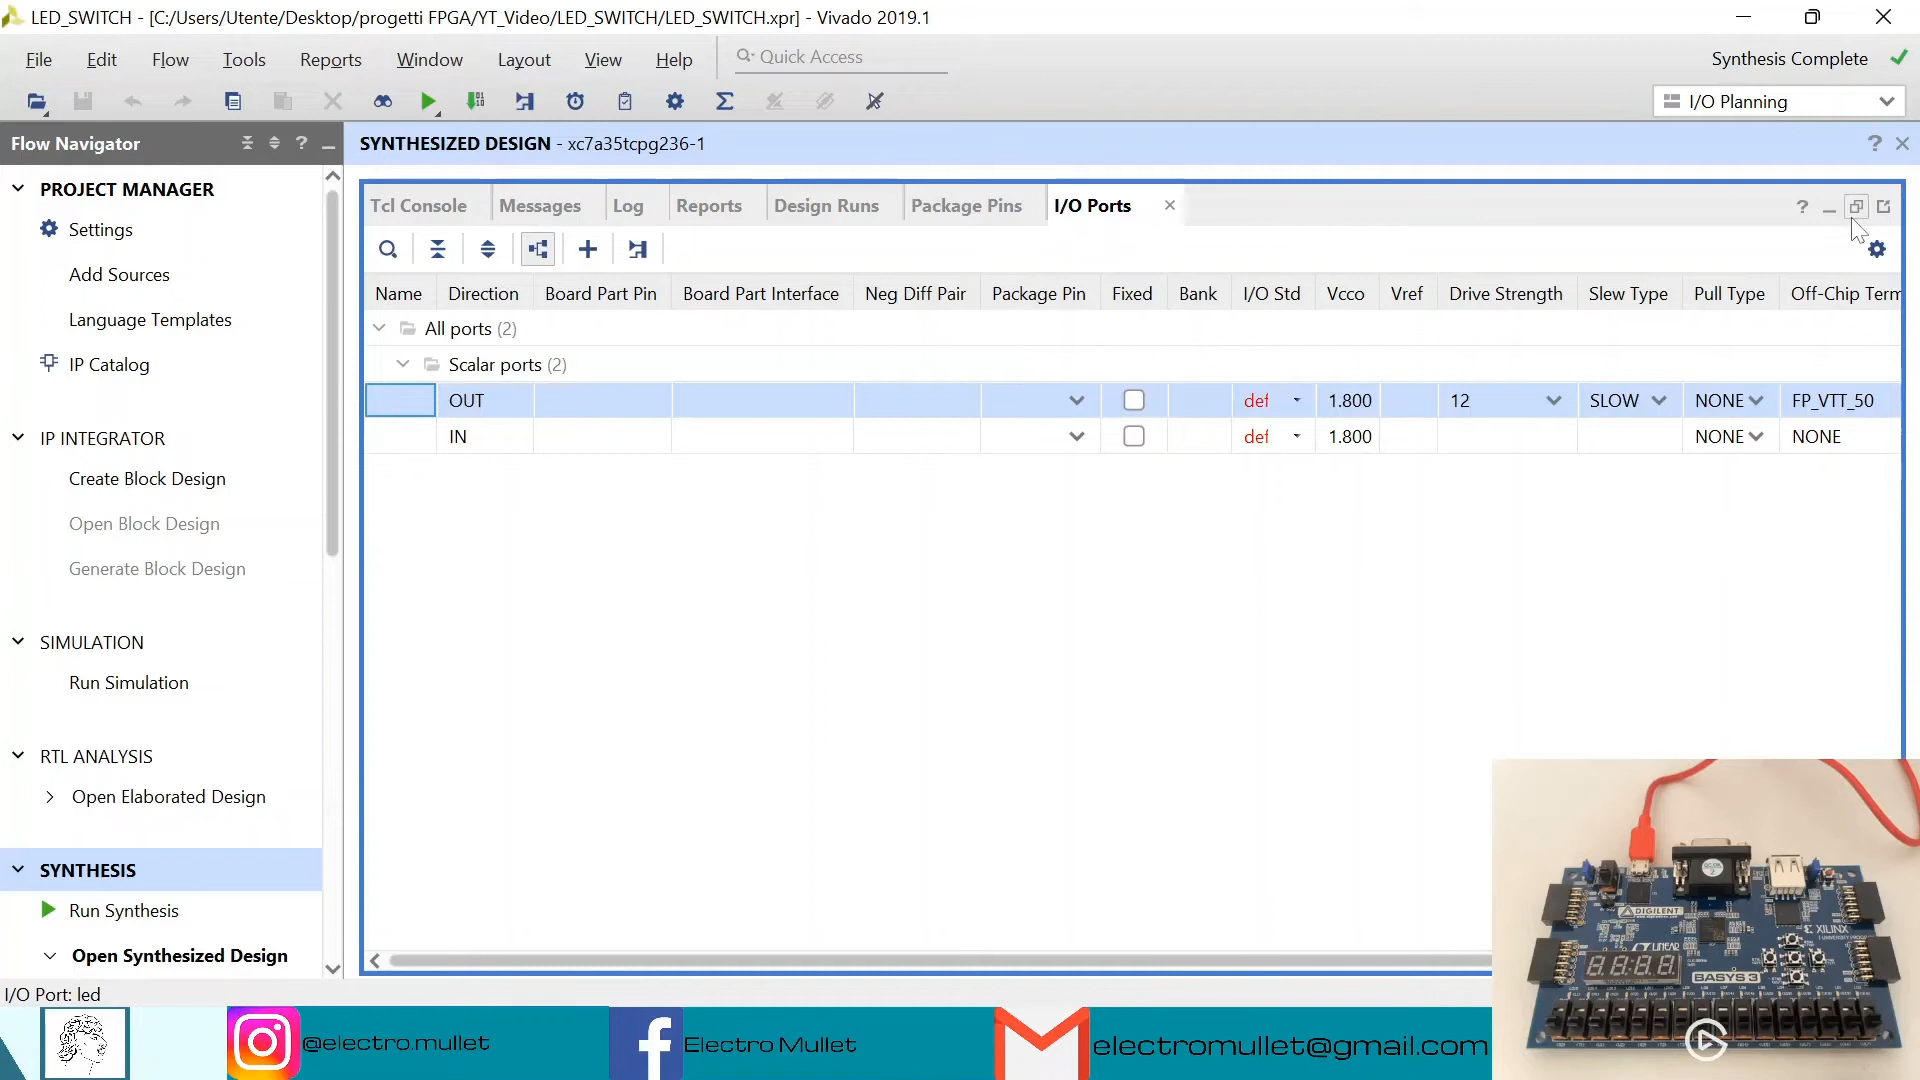 LED_SWITCH - [C:/Users/Utente/Desktop/progetti FPGA/YT_Video/LED_SWITCH/LED_SWITCH.xpr] - Vivado 2019.1
File Edit Flow Tools Reports Window Layout View Help Quick Access Synthesis Complete
I/O Planning
Flow Navigator
SYNTHESIZED DESIGN - xc7a35tcpg236-1
PROJECT MANAGER
Settings
Add Sources
Language Templates
IP Catalog
IP INTEGRATOR
Create Block Design
Open Block Design
Generate Block Design
SIMULATION
Run Simulation
RTL ANALYSIS
Open Elaborated Design
SYNTHESIS
Run Synthesis
Open Synthesized Design
Tcl Console Messages Log Reports Design Runs Package Pins I/O Ports
Name Direction Board Part Pin Board Part Interface Neg Diff Pair Package Pin Fixed Bank I/O Std Vcco Vref Drive Strength Slew Type Pull Type Off-Chip Term
All ports (2)
Scalar ports (2)
OUT def 1.800 12 SLOW NONE FP_VTT_50
IN def 1.800 NONE NONE
I/O Port: led
@electro.mullet
Electro Mullet
electromullet@gmail.com
DIGILENT
XILINX
LINEAR
BASYS 3